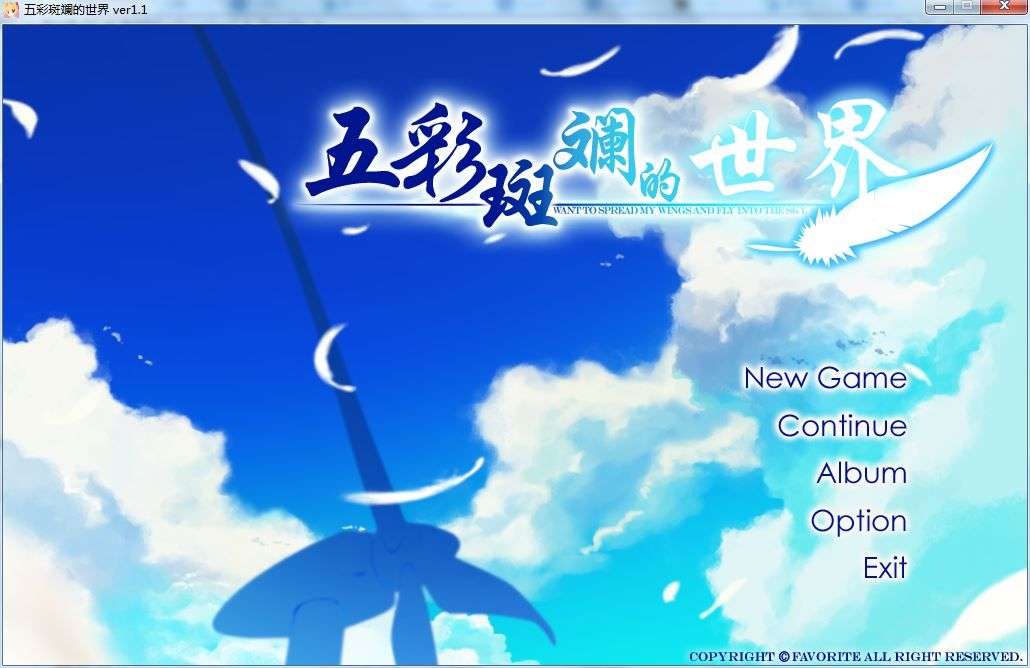 五彩斑斓的世界 ver1.1
五彩斑斓的世界
WANT TO SPREAD MY WINGS AND FLY INTO THE SKY
New Game
Continue
Album
Option
Exit
COPYRIGHT © FAVORITE ALL RIGHT RESERVED.